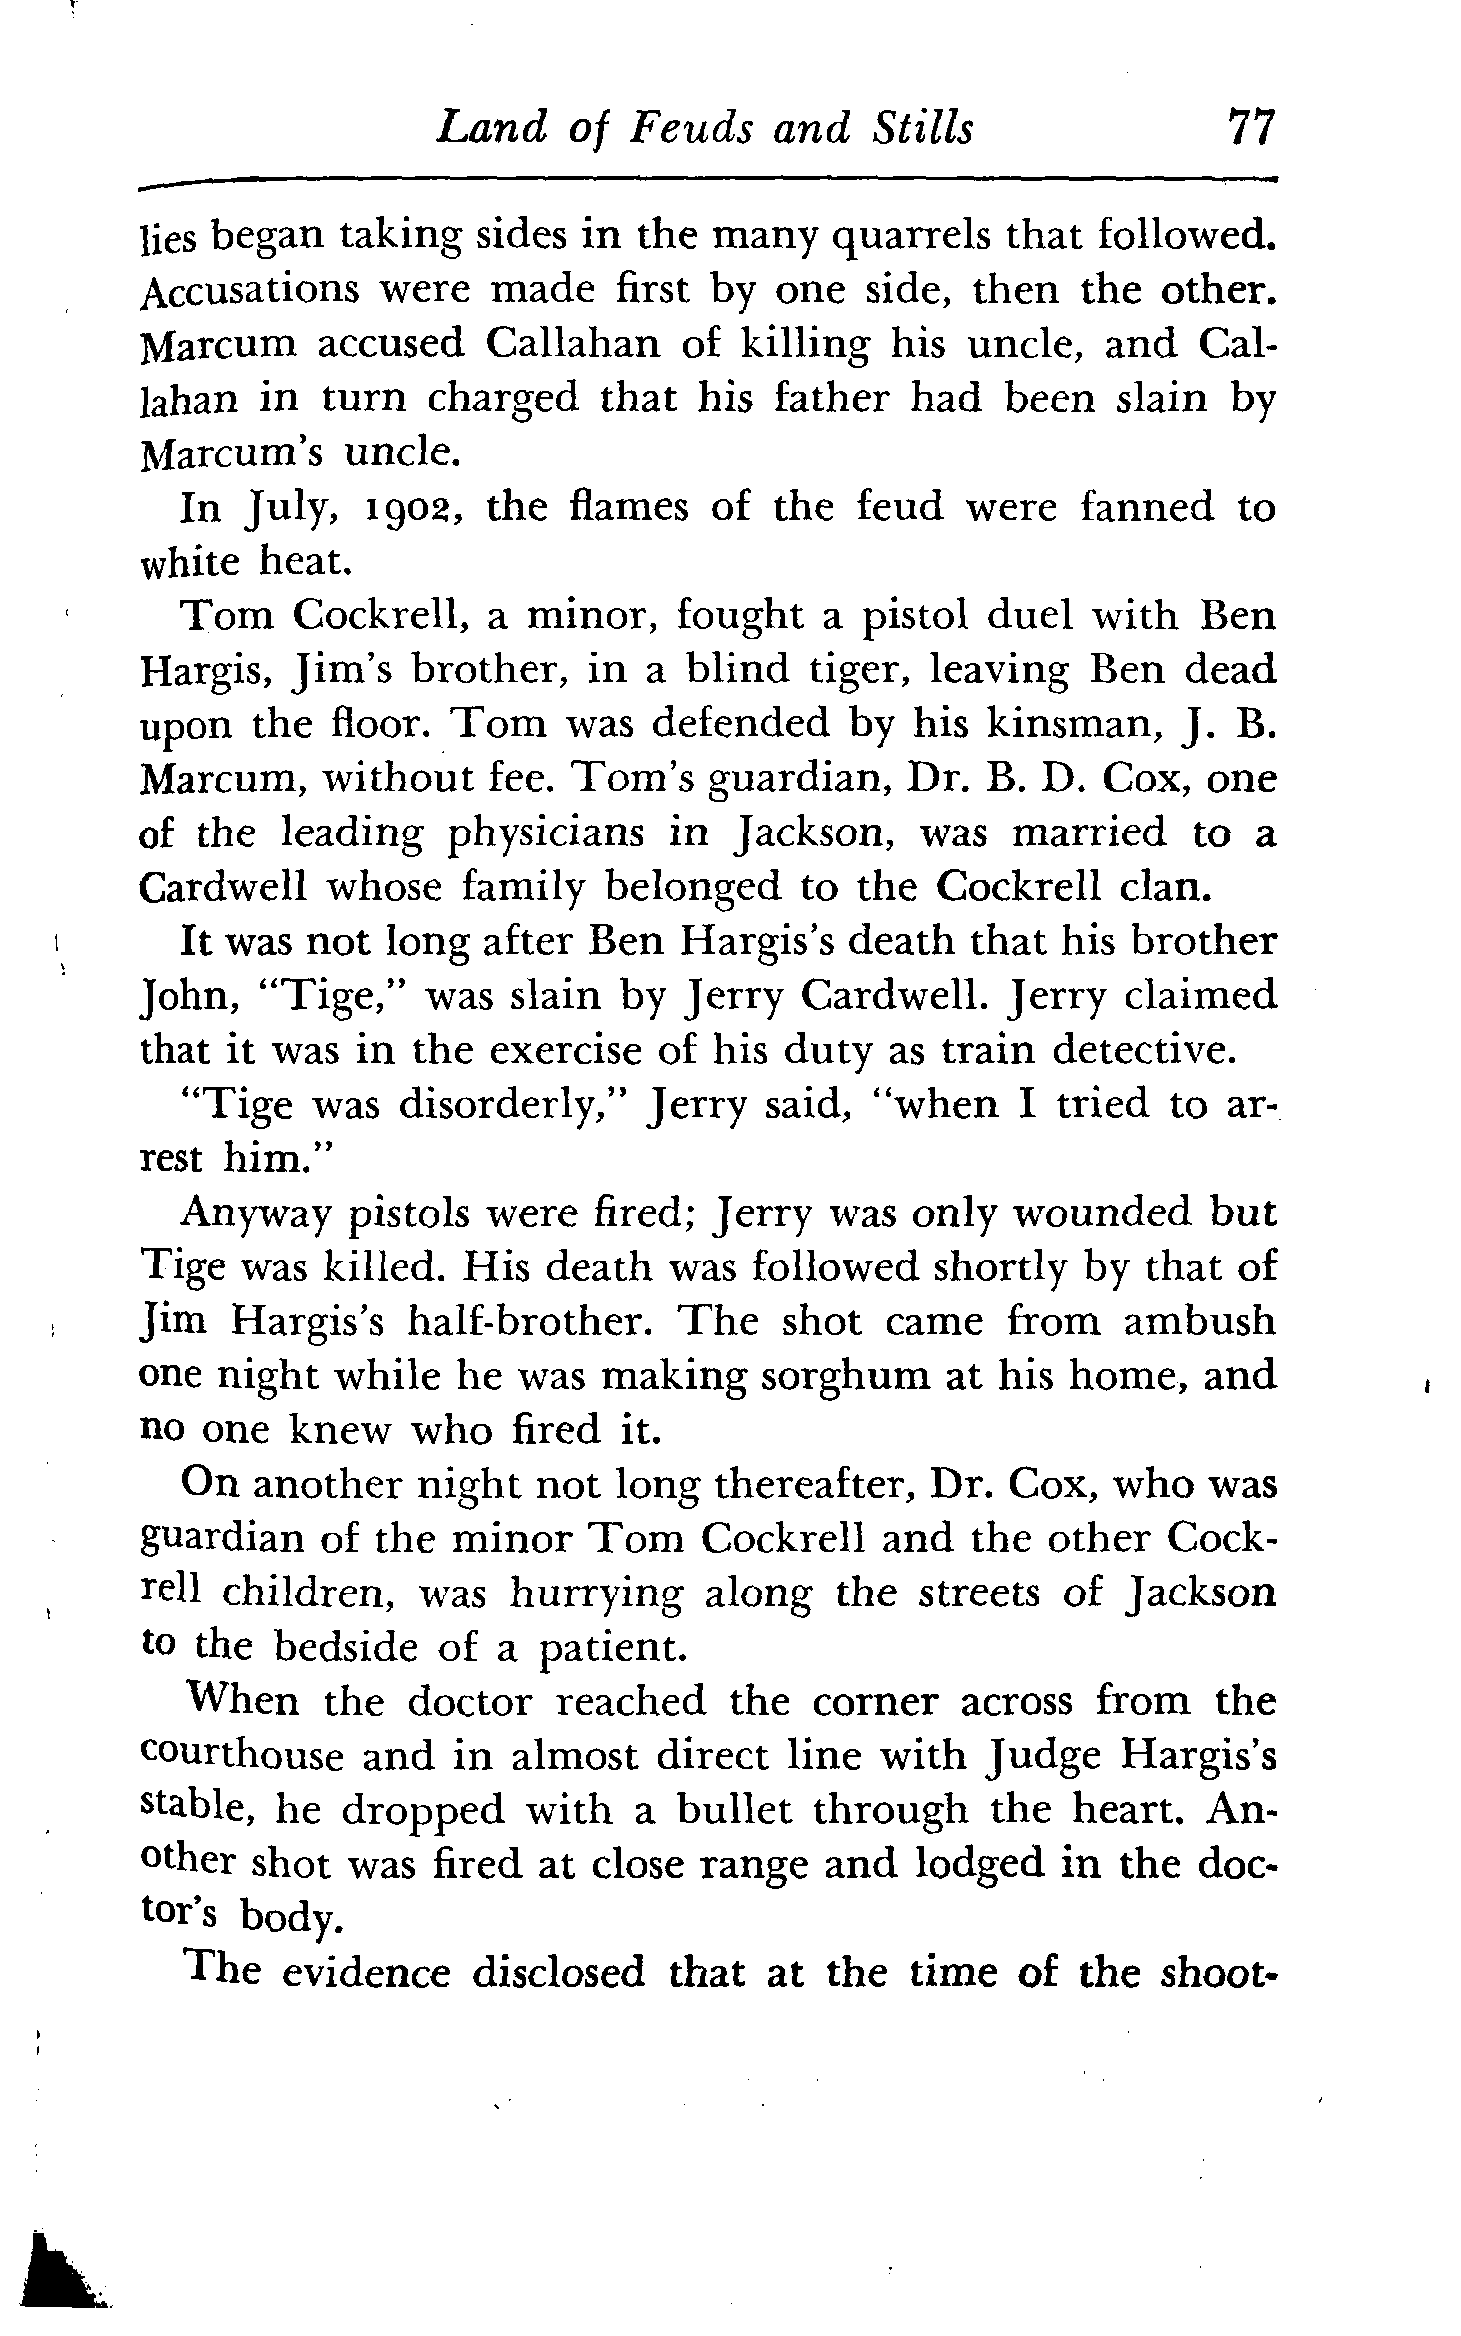 Land of Feuds and Stills 77
lies began taking sides in the many quarrels that followed.
Accusations were made first by one side, then the other.
Marcum accused Callahan of killing his uncle, and Cal-
lahan in turn charged that his father had been slain by
Marcum's uncle.
In July, 1902, the flames of the feud were fanned to
white heat.
Tom Cockrell, a minor, fought a pistol duel with Ben
Hargis, Jim's brother, in a blind tiger, leaving Ben dead
upon the floor. Tom was defended by his kinsman, J. B.
Marcum, without fee. Tom's guardian, Dr. B. D. Cox, one
of the leading physicians in Jackson, was married to a
Cardwell whose family belonged to the Cockrell clan.
It was not long after Ben Hargis's death that his brother
John, “Tige,” was slain by Jerry Cardwell. Jerry claimed
that it was in the exercise of his duty as train detective.
“Tige was disorderly,” Jerry said, “when I tried to ar-
rest him.”
Anyway pistols were fired; Jerry was only wounded but
Tige was killed. His death was followed shortly by that of
Jim Hargis's half-brother. The shot came from ambush
one night while he was making sorghum at his home, and
no one knew who fired it.
On another night not long thereafter, Dr. Cox, who was
guardian of the minor Tom Cockrell and the other Cock-
rell children, was hurrying along the streets of Jackson
to the bedside of a patient.
When the doctor reached the corner across from the
courthouse and in almost direct line with Judge Hargis's
stable, he dropped with a bullet through the heart. An-
other shot was fired at close range and lodged in the doc-
tor's body.
The evidence disclosed that at the time of the shoot-